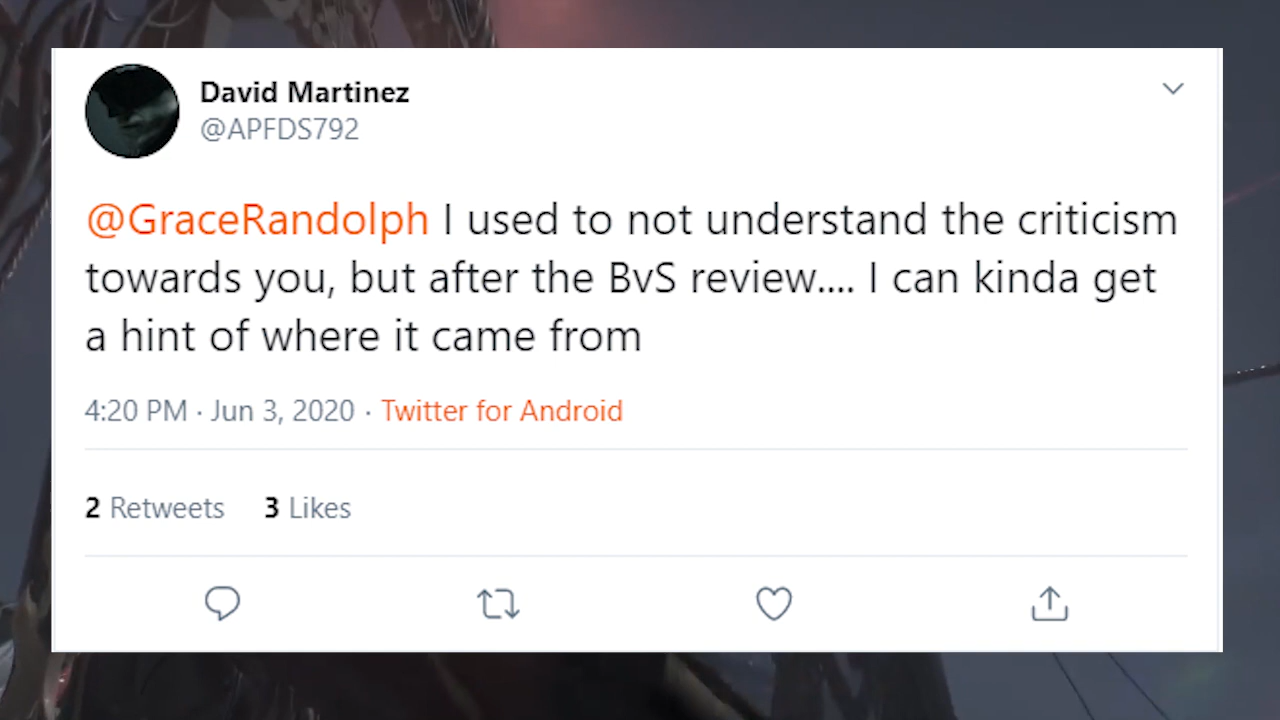 David Martinez
@APFDS792
@GraceRandolph I used to not understand the criticism
towards you, but after the BvS review.... I can kinda get
a hint of where it came from
4:20 PM · Jun 3, 2020 · Twitter for Android
2 Retweets 3 Likes